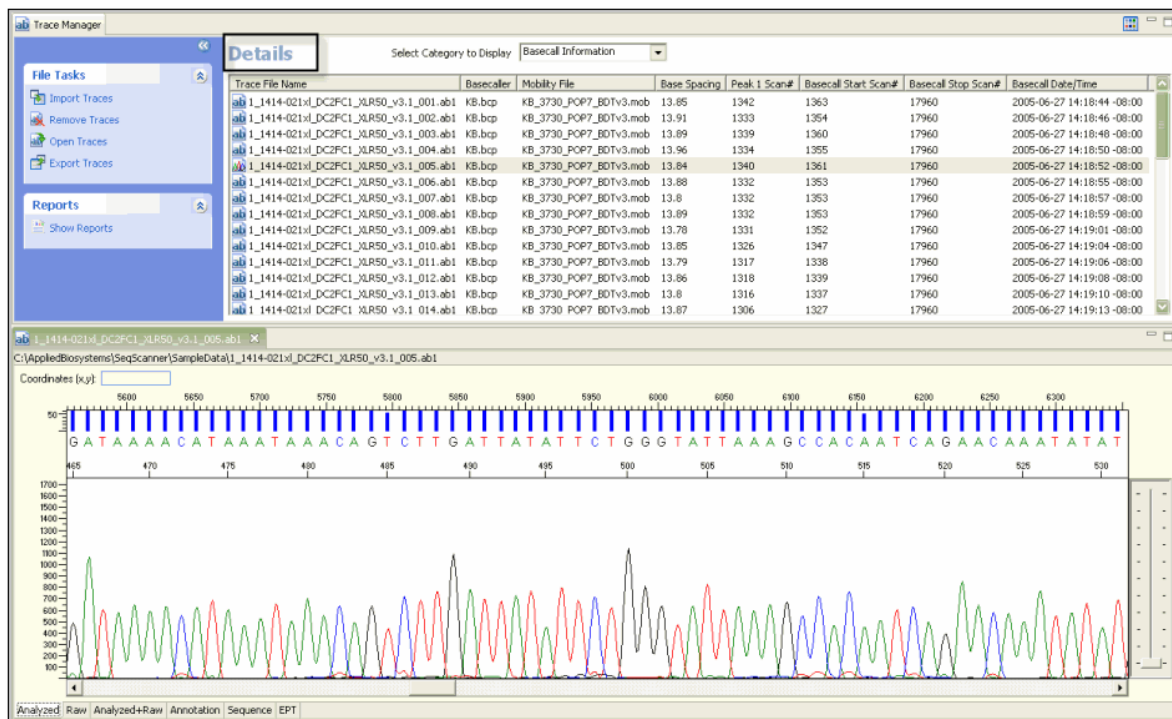 Trace Manager
Details
Select Category to Display Basecall Information
File Tasks
Import Traces
Remove Traces
Open Traces
Export Traces
Reports
Show Reports
Trace File Name Basecaller Mobility File Base Spacing Peak 1 Scan# Basecall Start Scan# Basecall Stop Scan# Basecall Date/Time
1_1414-021xl_DC2FC1_XLR50_v3.1_001.ab1 KB.bcp KB_3730_POP7_BDTv3.mob 13.85 1342 1363 17960 2005-06-27 14:18:44 -08:00
1_1414-021xl_DC2FC1_XLR50_v3.1_002.ab1 KB.bcp KB_3730_POP7_BDTv3.mob 13.91 1333 1354 17960 2005-06-27 14:18:46 -08:00
1_1414-021xl_DC2FC1_XLR50_v3.1_003.ab1 KB.bcp KB_3730_POP7_BDTv3.mob 13.89 1339 1360 17960 2005-06-27 14:18:48 -08:00
1_1414-021xl_DC2FC1_XLR50_v3.1_004.ab1 KB.bcp KB_3730_POP7_BDTv3.mob 13.96 1334 1355 17960 2005-06-27 14:18:50 -08:00
1_1414-021xl_DC2FC1_XLR50_v3.1_005.ab1 KB.bcp KB_3730_POP7_BDTv3.mob 13.84 1340 1361 17960 2005-06-27 14:18:52 -08:00
1_1414-021xl_DC2FC1_XLR50_v3.1_006.ab1 KB.bcp KB_3730_POP7_BDTv3.mob 13.88 1332 1353 17960 2005-06-27 14:18:55 -08:00
1_1414-021xl_DC2FC1_XLR50_v3.1_007.ab1 KB.bcp KB_3730_POP7_BDTv3.mob 13.8 1332 1353 17960 2005-06-27 14:18:57 -08:00
1_1414-021xl_DC2FC1_XLR50_v3.1_008.ab1 KB.bcp KB_3730_POP7_BDTv3.mob 13.89 1332 1353 17960 2005-06-27 14:18:59 -08:00
1_1414-021xl_DC2FC1_XLR50_v3.1_009.ab1 KB.bcp KB_3730_POP7_BDTv3.mob 13.78 1331 1352 17960 2005-06-27 14:19:01 -08:00
1_1414-021xl_DC2FC1_XLR50_v3.1_010.ab1 KB.bcp KB_3730_POP7_BDTv3.mob 13.85 1326 1347 17960 2005-06-27 14:19:04 -08:00
1_1414-021xl_DC2FC1_XLR50_v3.1_011.ab1 KB.bcp KB_3730_POP7_BDTv3.mob 13.79 1317 1338 17960 2005-06-27 14:19:06 -08:00
1_1414-021xl_DC2FC1_XLR50_v3.1_012.ab1 KB.bcp KB_3730_POP7_BDTv3.mob 13.86 1318 1339 17960 2005-06-27 14:19:08 -08:00
1_1414-021xl_DC2FC1_XLR50_v3.1_013.ab1 KB.bcp KB_3730_POP7_BDTv3.mob 13.8 1316 1337 17960 2005-06-27 14:19:10 -08:00
1_1414-021xl_DC2FC1_XLR50_v3.1_014.ab1 KB.bcp KB_3730_POP7_BDTv3.mob 13.87 1306 1327 17960 2005-06-27 14:19:13 -08:00
1_1414-021xl_DC2FC1_XLR50_v3.1_005.ab1
C:\AppliedBiosystems\SeqScanner\SampleData\1_1414-021xl_DC2FC1_XLR50_v3.1_005.ab1
Coordinates (x,y):
5600 5650 5700 5750 5800 5850 5900 5950 6000 6050 6100 6150 6200 6250 6300
50
G A T A A A A C A T A A A T A A A C A G T C T T G A T T A T A T T C T G G G T A T T A A A G C C A C A A T C A G A A C A A A T A T A T
465 470 475 480 485 490 495 500 505 510 515 520 525 530
1700
1600
1500
1400
1300
1200
1100
1000
900
800
700
600
500
400
300
200
100
Analyzed Raw Analyzed+Raw Annotation Sequence EPT